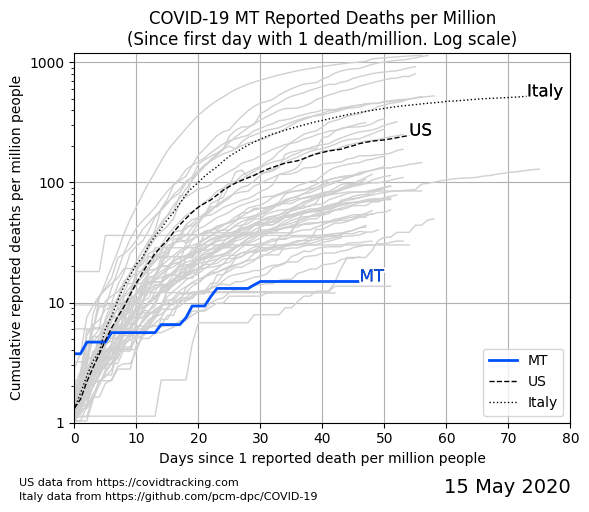 COVID-19 MT Reported Deaths per Million
(Since first day with 1 death/million. Log scale)
Cumulative reported deaths per million people
1000
100
10
1
Italy
US
MT
MT
US
Italy
0 10 20 30 40 50 60 70 80
Days since 1 reported death per million people
US data from https://covidtracking.com
Italy data from https://github.com/pcm-dpc/COVID-19
15 May 2020